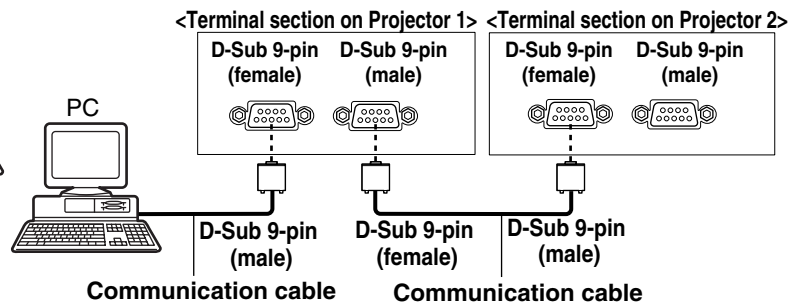 <Terminal section on Projector 1> <Terminal section on Projector 2>
D-Sub 9-pin D-Sub 9-pin D-Sub 9-pin D-Sub 9-pin
(female) (male) (female) (male)
PC
D-Sub 9-pin D-Sub 9-pin D-Sub 9-pin
(male) (female) (male)
Communication cable Communication cable